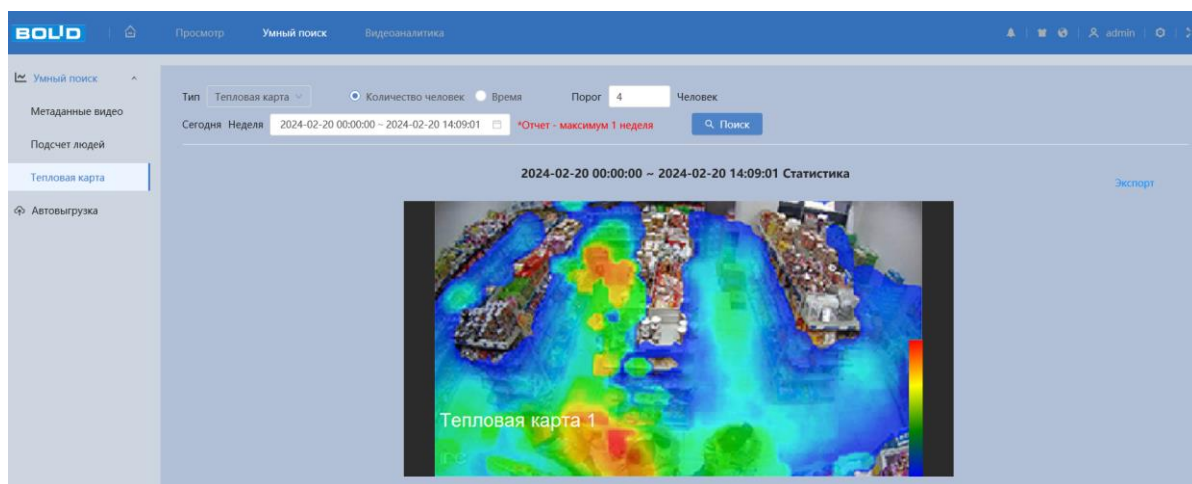 BOLID Просмотр Умный поиск Видеоаналитика admin
Умный поиск
Метаданные видео
Подсчет людей
Тепловая карта
Автовыгрузка
Тип Тепловая карта Количество человек Время Порог 4 Человек
Сегодня Неделя 2024-02-20 00:00:00 ~ 2024-02-20 14:09:01 *Отчет - максимум 1 неделя Поиск
2024-02-20 00:00:00 ~ 2024-02-20 14:09:01 Статистика
Экспорт
Тепловая карта 1
IPC